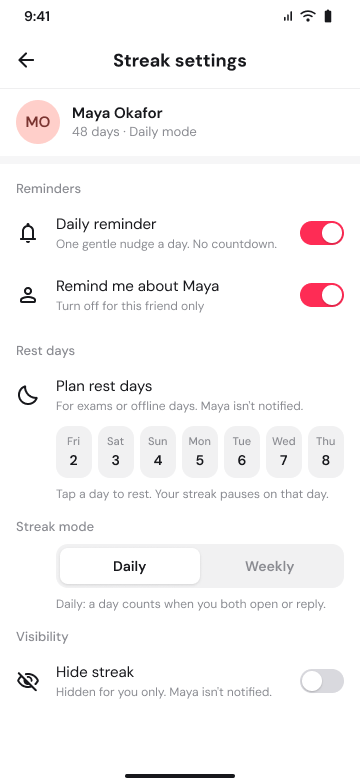 9:41
Streak settings
MO
Maya Okafor
48 days · Daily mode
Reminders
Daily reminder
One gentle nudge a day. No countdown.
Remind me about Maya
Turn off for this friend only
Rest days
Plan rest days
For exams or offline days. Maya isn't notified.
Fri Sat Sun Mon Tue Wed Thu
2 3 4 5 6 7 8
Tap a day to rest. Your streak pauses on that day.
Streak mode
Daily Weekly
Daily: a day counts when you both open or reply.
Visibility
Hide streak
Hidden for you only. Maya isn't notified.